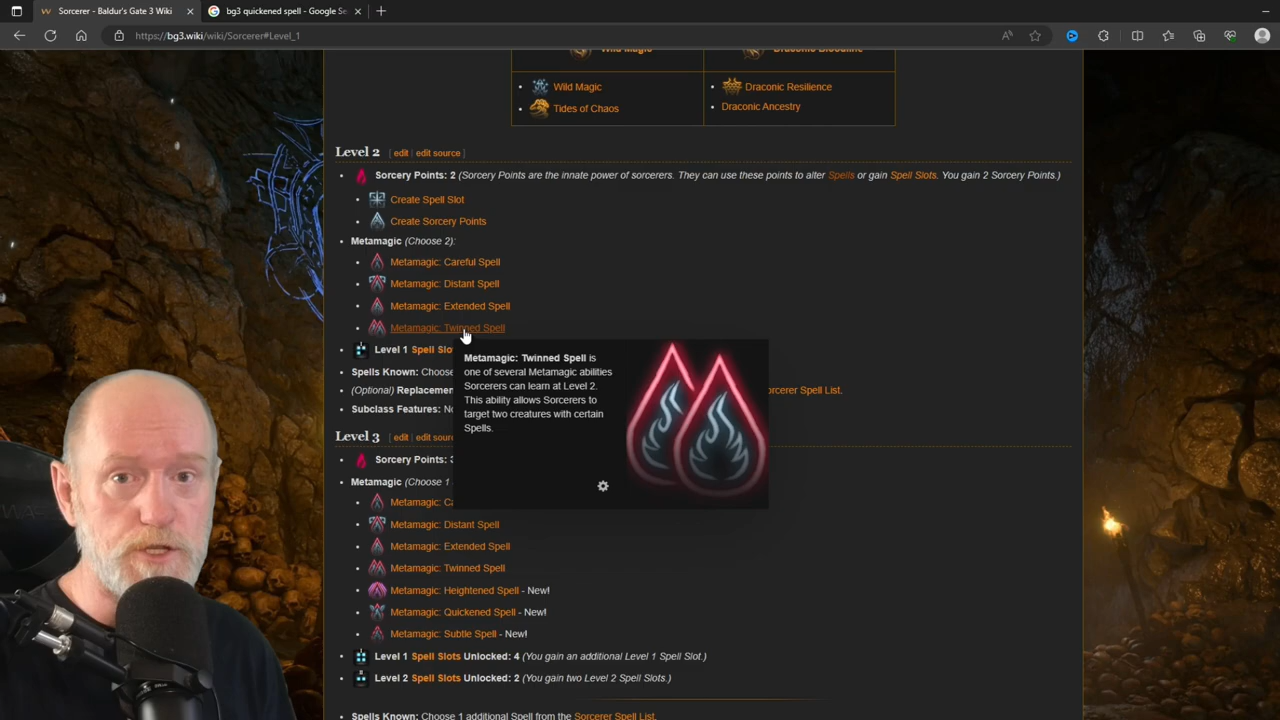 Sorcerer - Baldur's Gate 3 Wiki
bg3 quickened spell - Google Se
https://bg3.wiki/wiki/Sorcerer#Level_1
Wild Magic
Draconic Bloodline
Wild Magic
Tides of Chaos
Draconic Resilience
Draconic Ancestry
Level 2 [ edit | edit source ]
Sorcery Points: 2 (Sorcery Points are the innate power of sorcerers. They can use these points to alter Spells or gain Spell Slots. You gain 2 Sorcery Points.)
Create Spell Slot
Create Sorcery Points
Metamagic (Choose 2):
Metamagic: Careful Spell
Metamagic: Distant Spell
Metamagic: Extended Spell
Metamagic: Twinned Spell
Level 1 Spell Slo
Spells Known: Choose
(Optional) Replacemen
orcerer Spell List.
Subclass Features: No
Metamagic: Twinned Spell is
one of several Metamagic abilities
Sorcerers can learn at Level 2.
This ability allows Sorcerers to
target two creatures with certain
Spells.
Level 3 [ edit | edit sour
Sorcery Points: 3
Metamagic (Choose 1
Metamagic: Ca
Metamagic: Distant Spell
Metamagic: Extended Spell
Metamagic: Twinned Spell
Metamagic: Heightened Spell - New!
Metamagic: Quickened Spell - New!
Metamagic: Subtle Spell - New!
Level 1 Spell Slots Unlocked: 4 (You gain an additional Level 1 Spell Slot.)
Level 2 Spell Slots Unlocked: 2 (You gain two Level 2 Spell Slots.)
Spells Known: Choose 1 additional Spell from the Sorcerer Spell List.